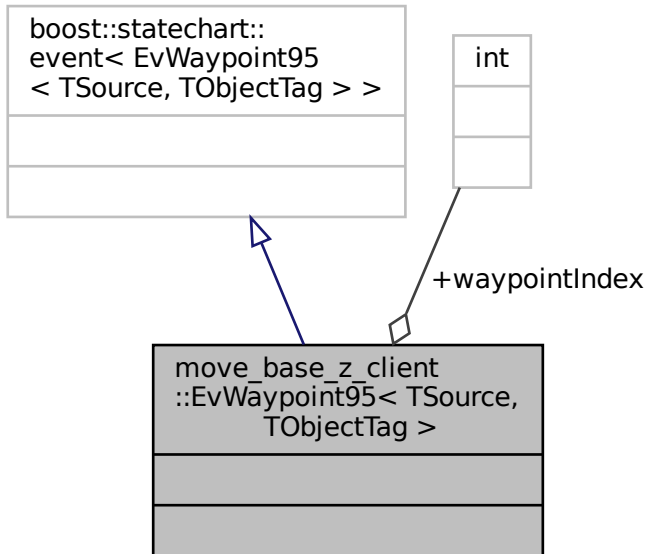 boost::statechart::
event< EvWaypoint95
< TSource, TObjectTag > >
int
+waypointIndex
move_base_z_client
::EvWaypoint95< TSource,
TObjectTag >